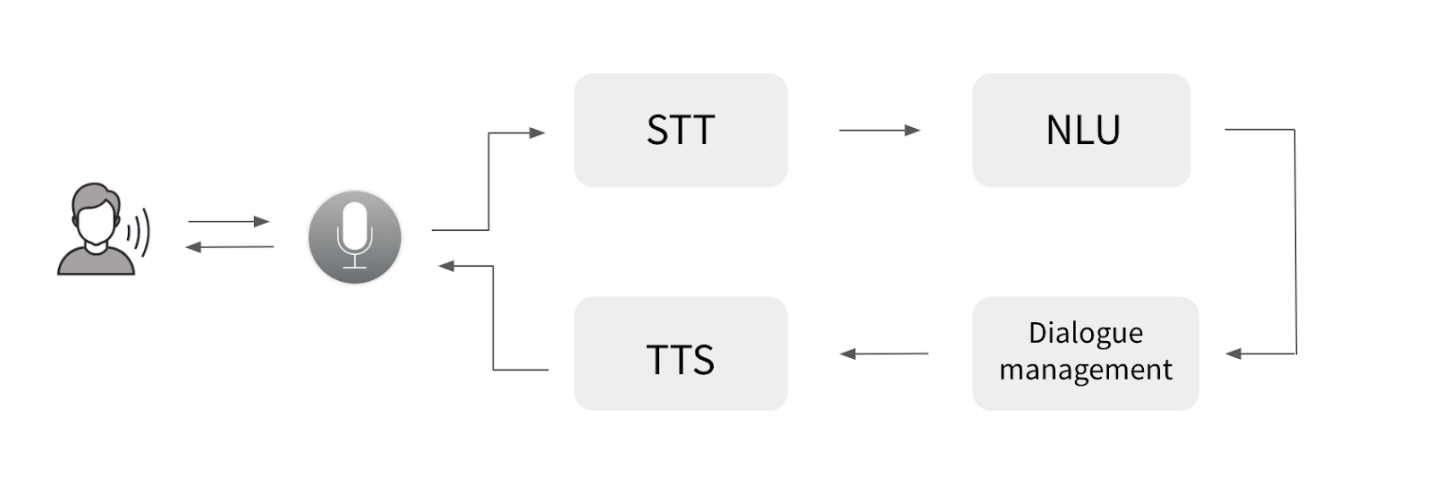 STT
NLU
TTS
Dialogue
management